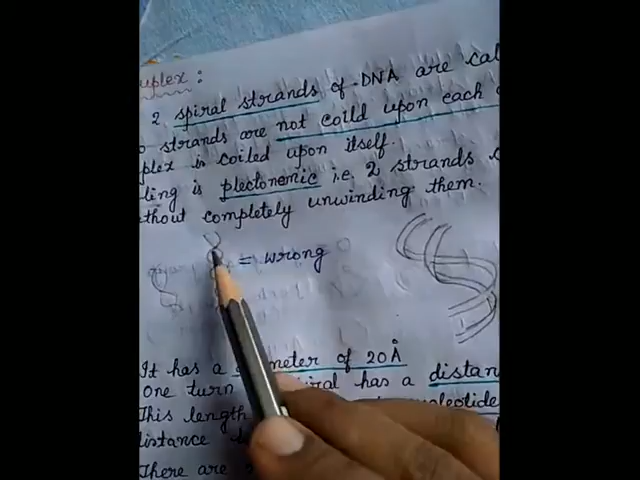 uplex :
2 spiral strands of DNA are cal
strands are not coild upon each
plex is coiled upon itself.
ling is plectonemic i.e. 2 strands
thout completely unwinding them.
= wrong
It has a meter of 20Å
One turn iral has a distan
This length nucleotide
distance
There are